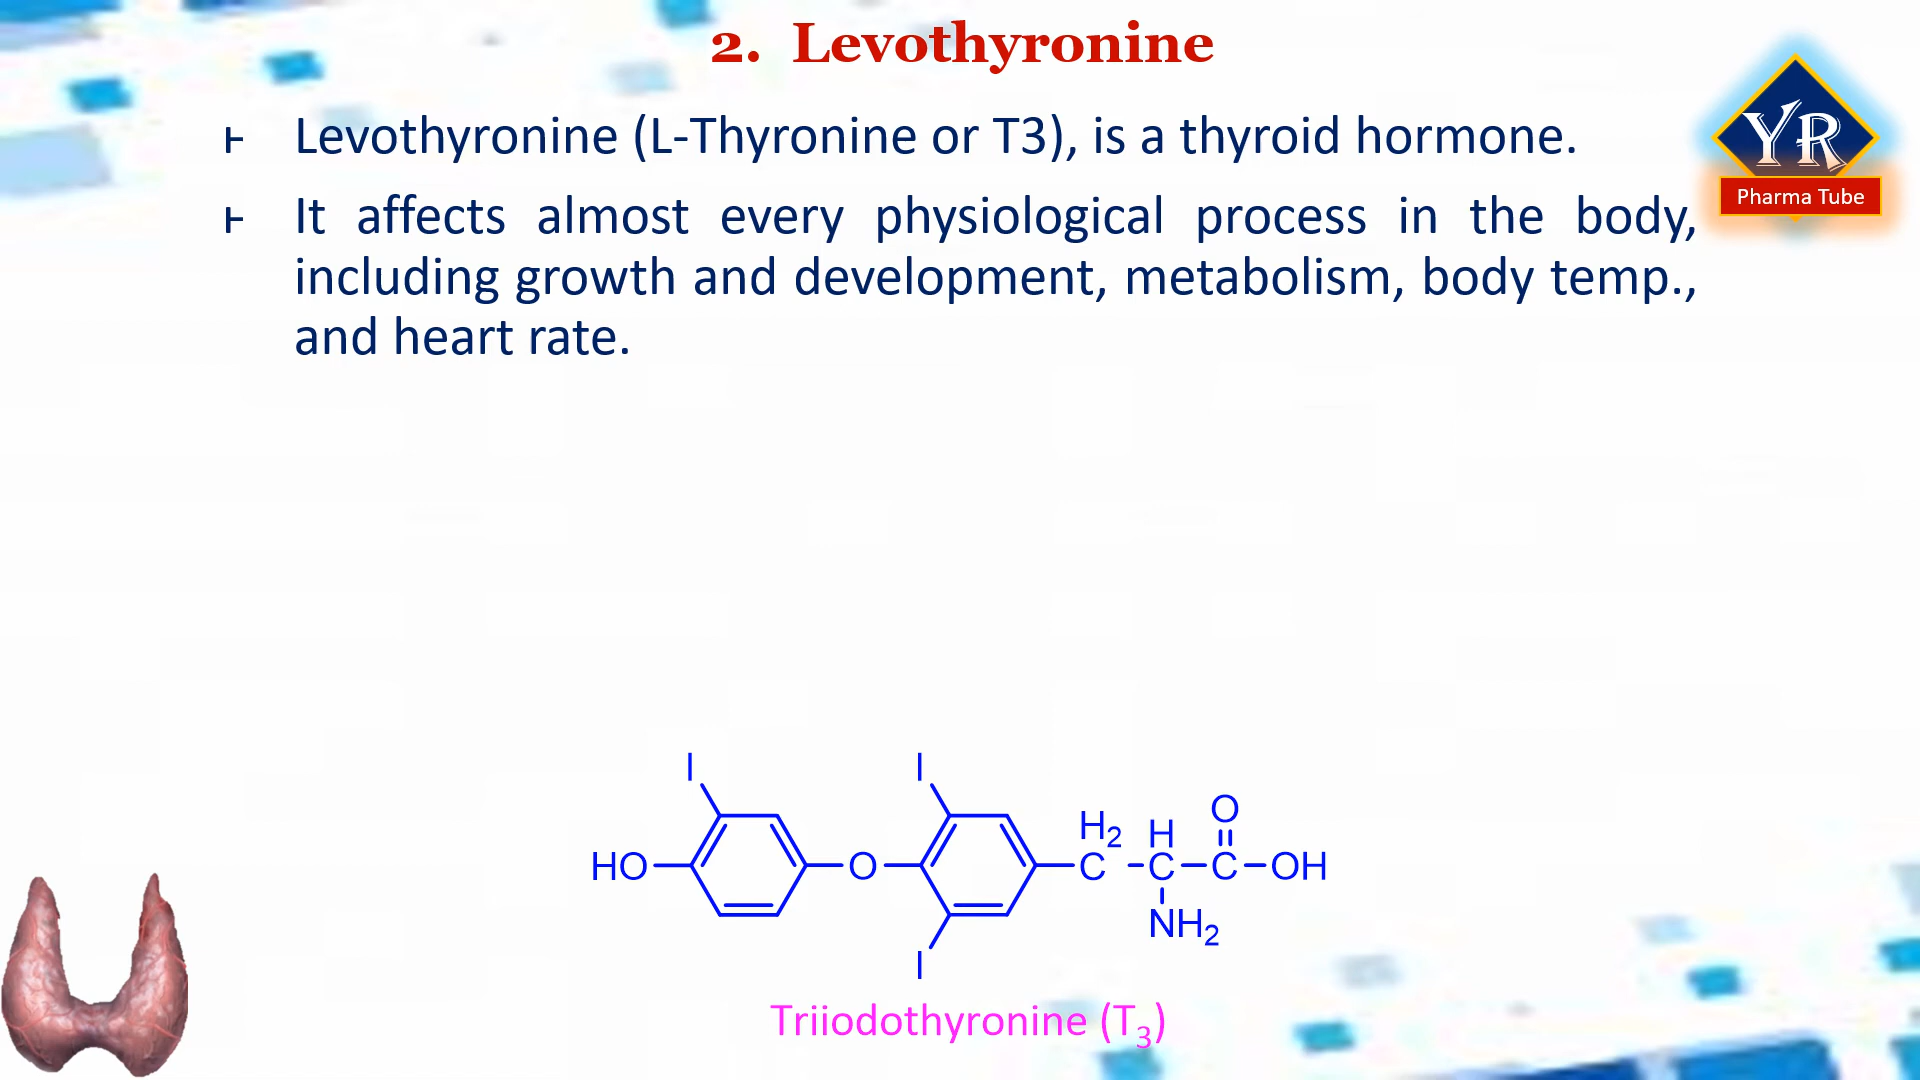 2. Levothyronine
Levothyronine (L-Thyronine or T3), is a thyroid hormone.
It affects almost every physiological process in the body,
including growth and development, metabolism, body temp.,
and heart rate.
YR
Pharma Tube
I I
H2 H O
HO O C C C OH
NH2
I
Triiodothyronine (T3)